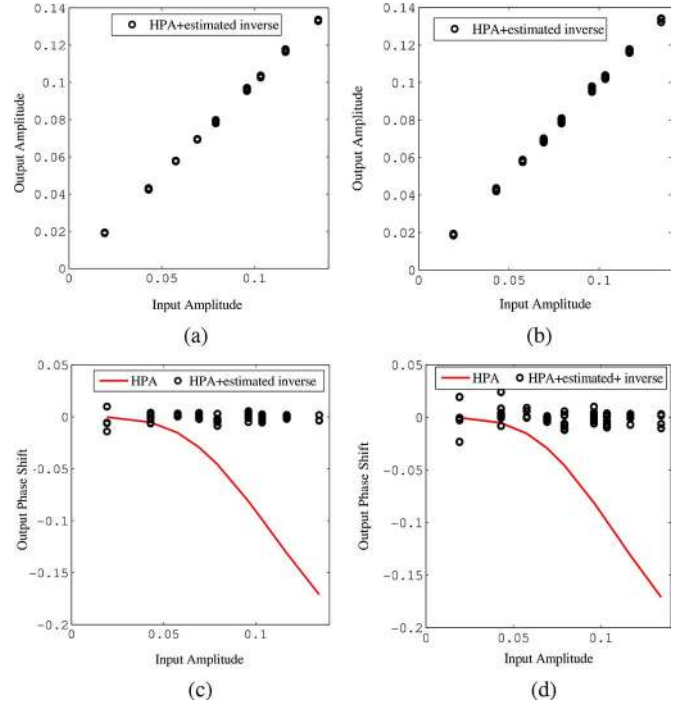 0.14
0.12
0.1
0.08
0.06
0.04
0.02
0
Output Amplitude
HPA+estimated inverse
0 0.05 0.1
Input Amplitude
(a)
0.14
0.12
0.1
0.08
0.06
0.04
0.02
0
Output Amplitude
HPA+estimated inverse
0 0.05 0.1
Input Amplitude
(b)
0.05
0
-0.05
-0.1
-0.15
-0.2
Output Phase Shift
HPA HPA+estimated inverse
0 0.05 0.1
Input Amplitude
(c)
0.05
0
-0.05
-0.1
-0.15
-0.2
Output Phase Shift
HPA HPA+estimated+ inverse
0 0.05 0.1
Input Amplitude
(d)